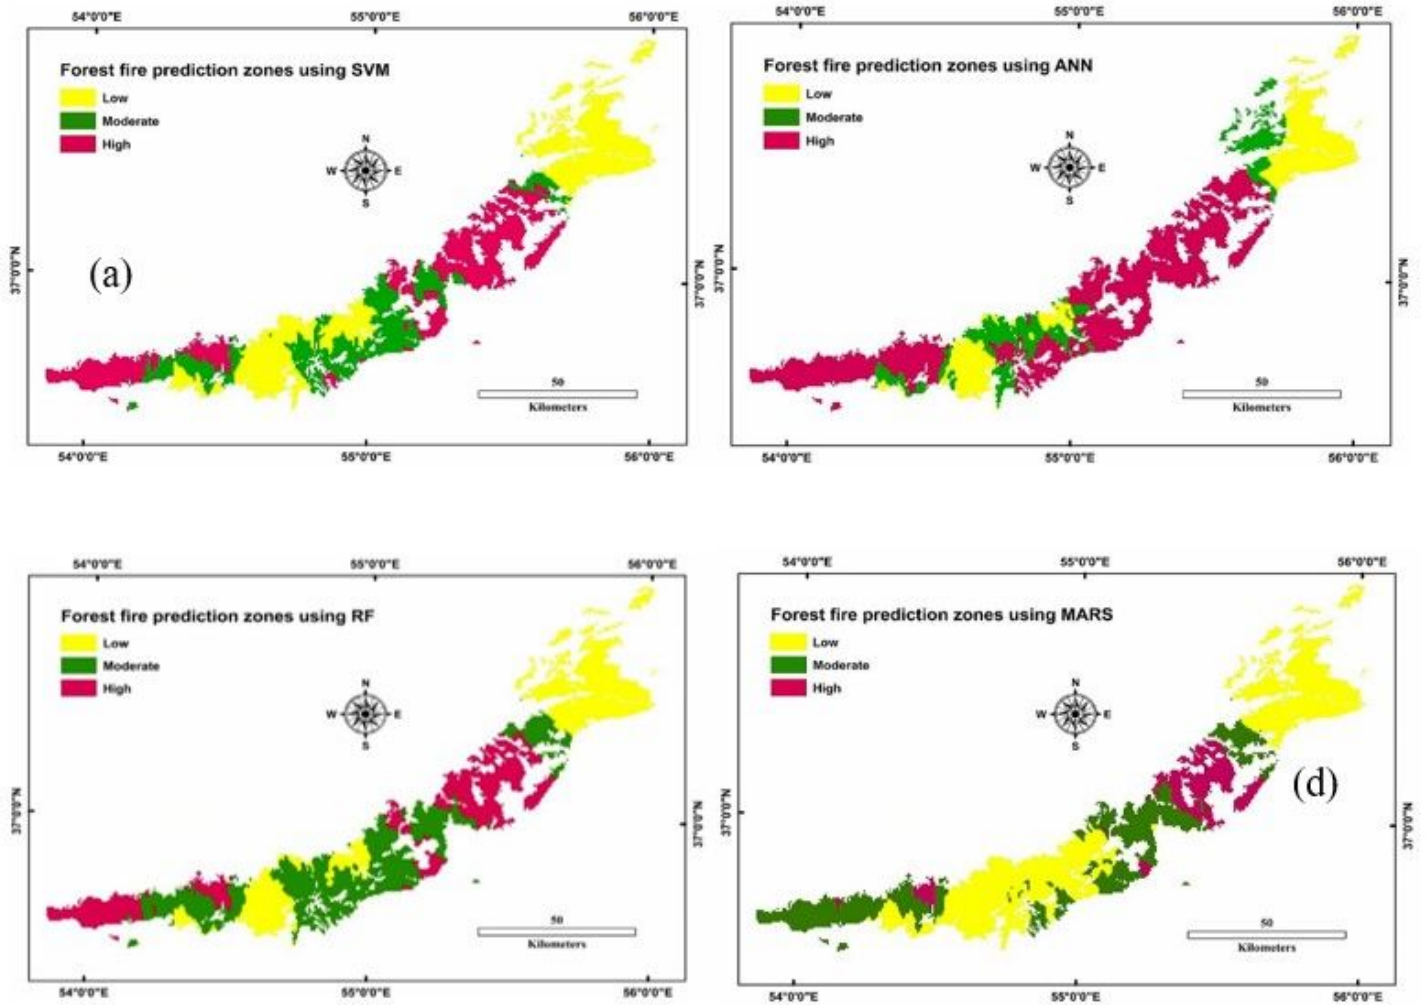 54°0'0"E 55°0'0"E 56°0'0"E
Forest fire prediction zones using SVM
Low
Moderate
High
N
W E
S
(a)
37°0'0"N 37°0'0"N
50
Kilometers
54°0'0"E 55°0'0"E 56°0'0"E
54°0'0"E 55°0'0"E 56°0'0"E
Forest fire prediction zones using ANN
Low
Moderate
High
N
W E
S
37°0'0"N 37°0'0"N
50
Kilometers
54°0'0"E 55°0'0"E 56°0'0"E
54°0'0"E 55°0'0"E 56°0'0"E
Forest fire prediction zones using RF
Low
Moderate
High
N
W E
S
37°0'0"N 37°0'0"N
50
Kilometers
54°0'0"E 55°0'0"E 56°0'0"E
54°0'0"E 55°0'0"E 56°0'0"E
Forest fire prediction zones using MARS
Low
Moderate
High
N
W E
S
(d)
37°0'0"N 37°0'0"N
50
Kilometers
54°0'0"E 55°0'0"E 56°0'0"E